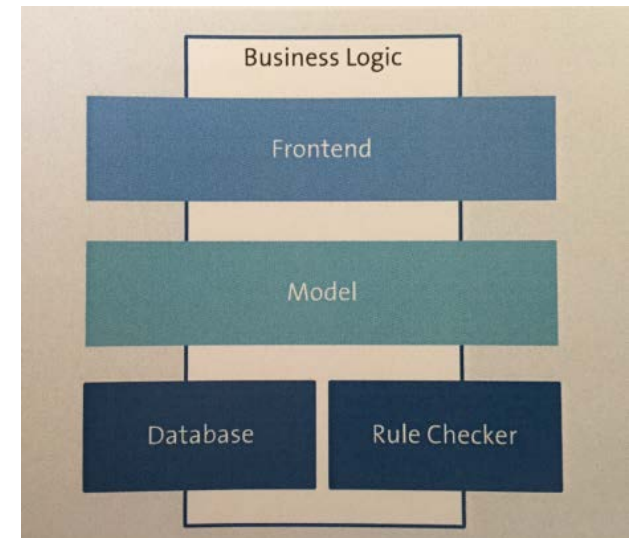 Business Logic
Frontend
Model
Database
Rule Checker